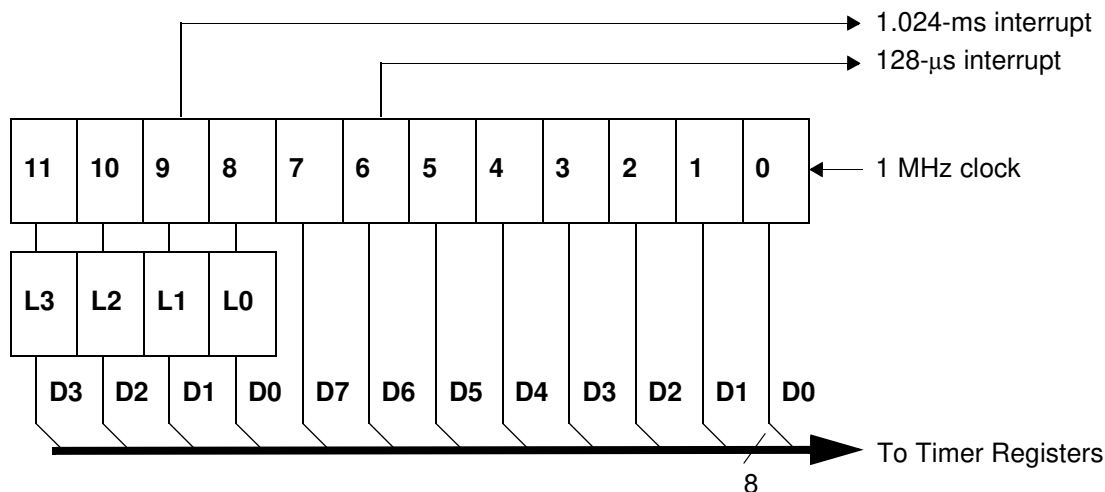 1.024-ms interrupt
128-μs interrupt
11 10 9 8 7 6 5 4 3 2 1 0
1 MHz clock
L3 L2 L1 L0
D3 D2 D1 D0 D7 D6 D5 D4 D3 D2 D1 D0
To Timer Registers
8